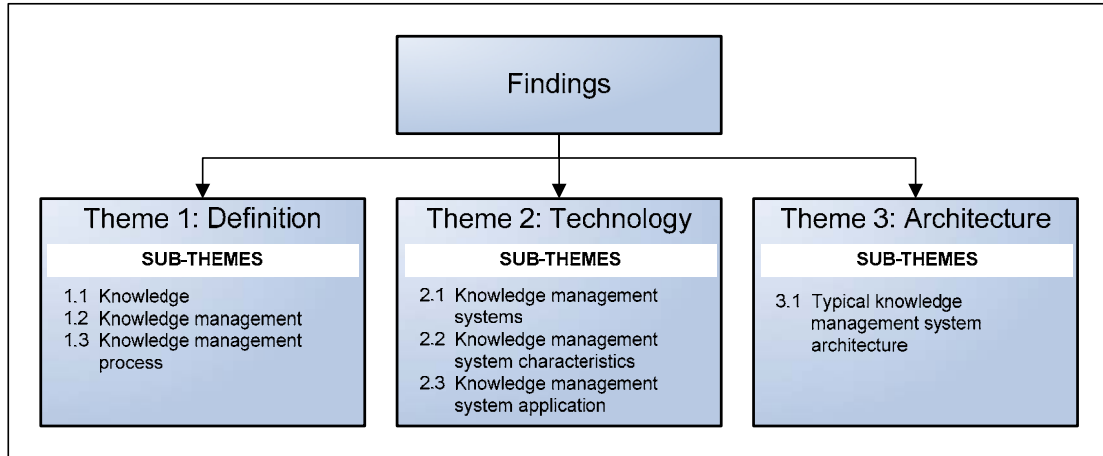 Findings
Theme 1: Definition
SUB-THEMES
1.1 Knowledge
1.2 Knowledge management
1.3 Knowledge management
process
Theme 2: Technology
SUB-THEMES
2.1 Knowledge management
systems
2.2 Knowledge management
system characteristics
2.3 Knowledge management
system application
Theme 3: Architecture
SUB-THEMES
3.1 Typical knowledge
management system
architecture